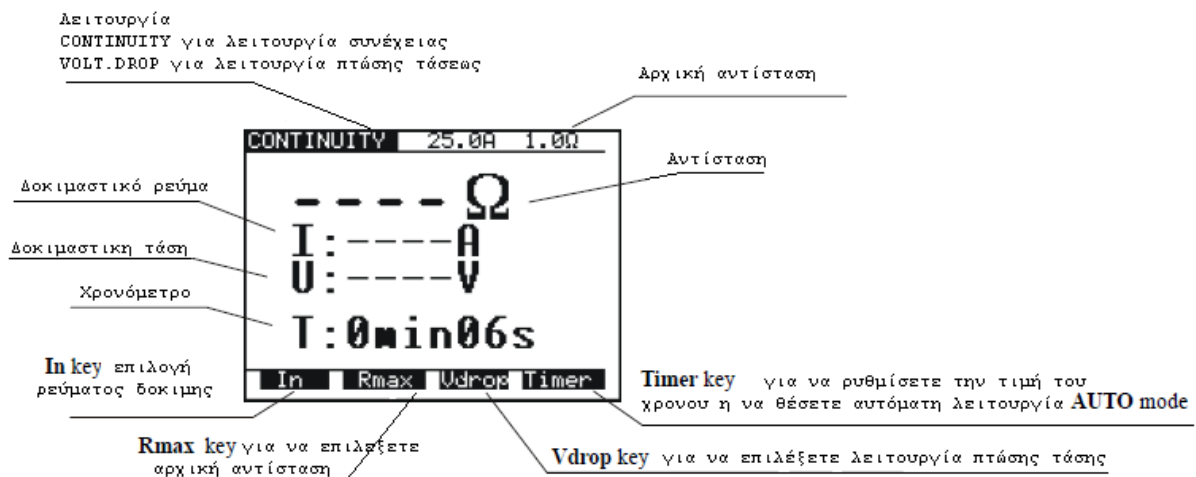 Λειτουργία
CONTINUITY για λειτουργία συνέχειας
VOLT.DROP για λειτουργία πτώσης τάσεως
Αρχική αντίσταση
CONTINUITY 25.0A 1.0Ω
Αντίσταση
Δοκιμαστικό ρεύμα
---- Ω
I:----A
Δοκιμαστικη τάση
U:----V
Χρονόμετρο
T:0min06s
In key επιλογή
ρεύματος δοκιμης
In Rmax Vdrop Timer
Timer key για να ρυθμίσετε την τιμή του
χρονου η να θέσετε αυτόματη λειτουργία AUTO mode
Rmax key για να επιλεξετε
αρχική αντίσταση
Vdrop key για να επιλέξετε λειτουργία πτώσης τάσης